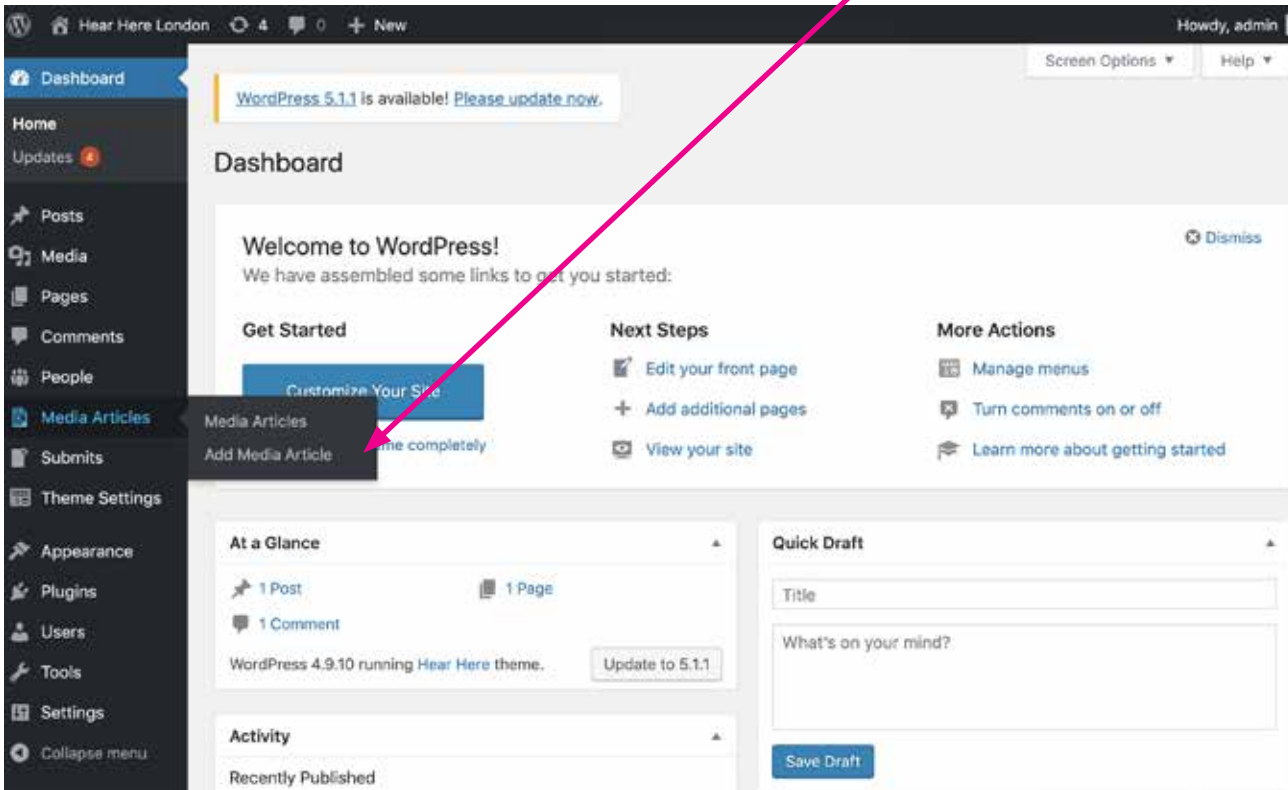 Hear Here London 4 0 + New Howdy, admin
Screen Options Help
Dashboard
Home
Updates 4
Posts
Media
Pages
Comments
People
Media Articles
Submits
Theme Settings
Appearance
Plugins
Users
Tools
Settings
Collapse menu
Media Articles
Add Media Article
WordPress 5.1.1 is available! Please update now.
Dashboard
Welcome to WordPress!
We have assembled some links to get you started:
Dismiss
Get Started
Customize Your Site
me completely
Next Steps
Edit your front page
Add additional pages
View your site
More Actions
Manage menus
Turn comments on or off
Learn more about getting started
At a Glance
1 Post 1 Page
1 Comment
WordPress 4.9.10 running Hear Here theme. Update to 5.1.1
Activity
Recently Published
Quick Draft
Title
What's on your mind?
Save Draft